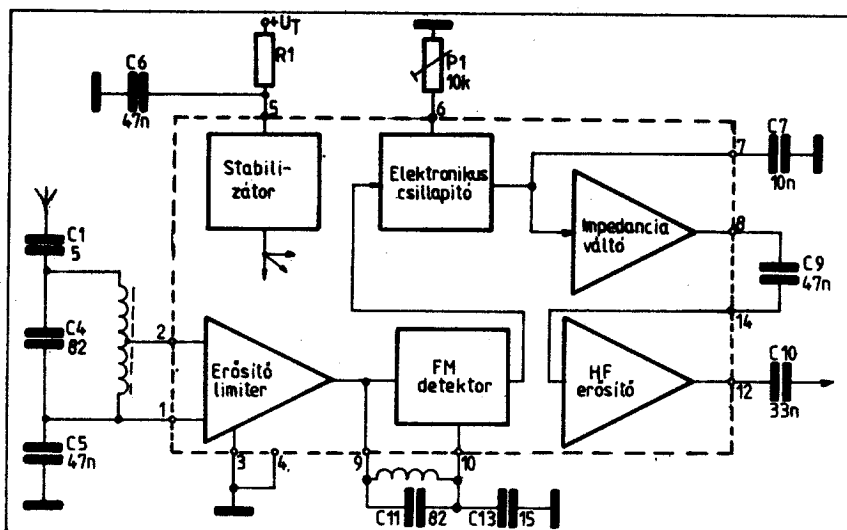 +UT
R1
C6
47n
5
P1
10k
6
Stabili-
zátor
Elektronikus
csillapító
7
C7
10n
Impedancia
váltó
8
C9
47n
C1
5
C4
82
2
Erősítő
limiter
FM
detektor
14
HF
erősítő
C10
33n
12
1
C5
47n
3
4
9
10
C11
82
C13
15